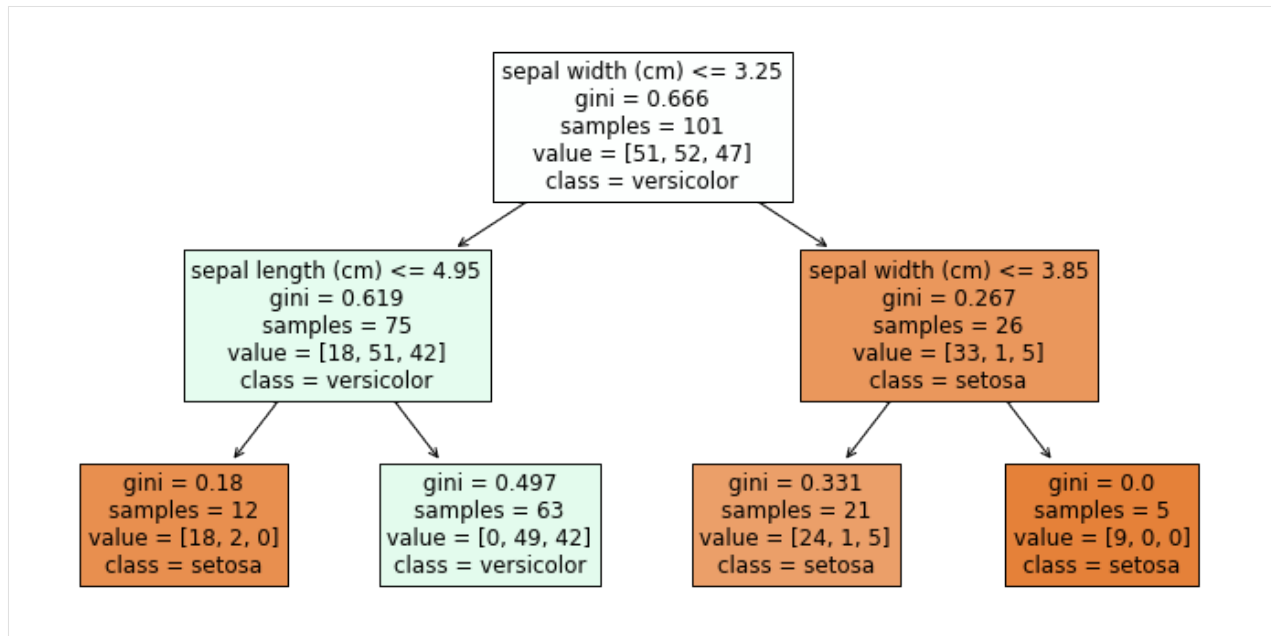 sepal width (cm) <= 3.25
gini = 0.666
samples = 101
value = [51, 52, 47]
class = versicolor
sepal length (cm) <= 4.95
gini = 0.619
samples = 75
value = [18, 51, 42]
class = versicolor
sepal width (cm) <= 3.85
gini = 0.267
samples = 26
value = [33, 1, 5]
class = setosa
gini = 0.18
samples = 12
value = [18, 2, 0]
class = setosa
gini = 0.497
samples = 63
value = [0, 49, 42]
class = versicolor
gini = 0.331
samples = 21
value = [24, 1, 5]
class = setosa
gini = 0.0
samples = 5
value = [9, 0, 0]
class = setosa